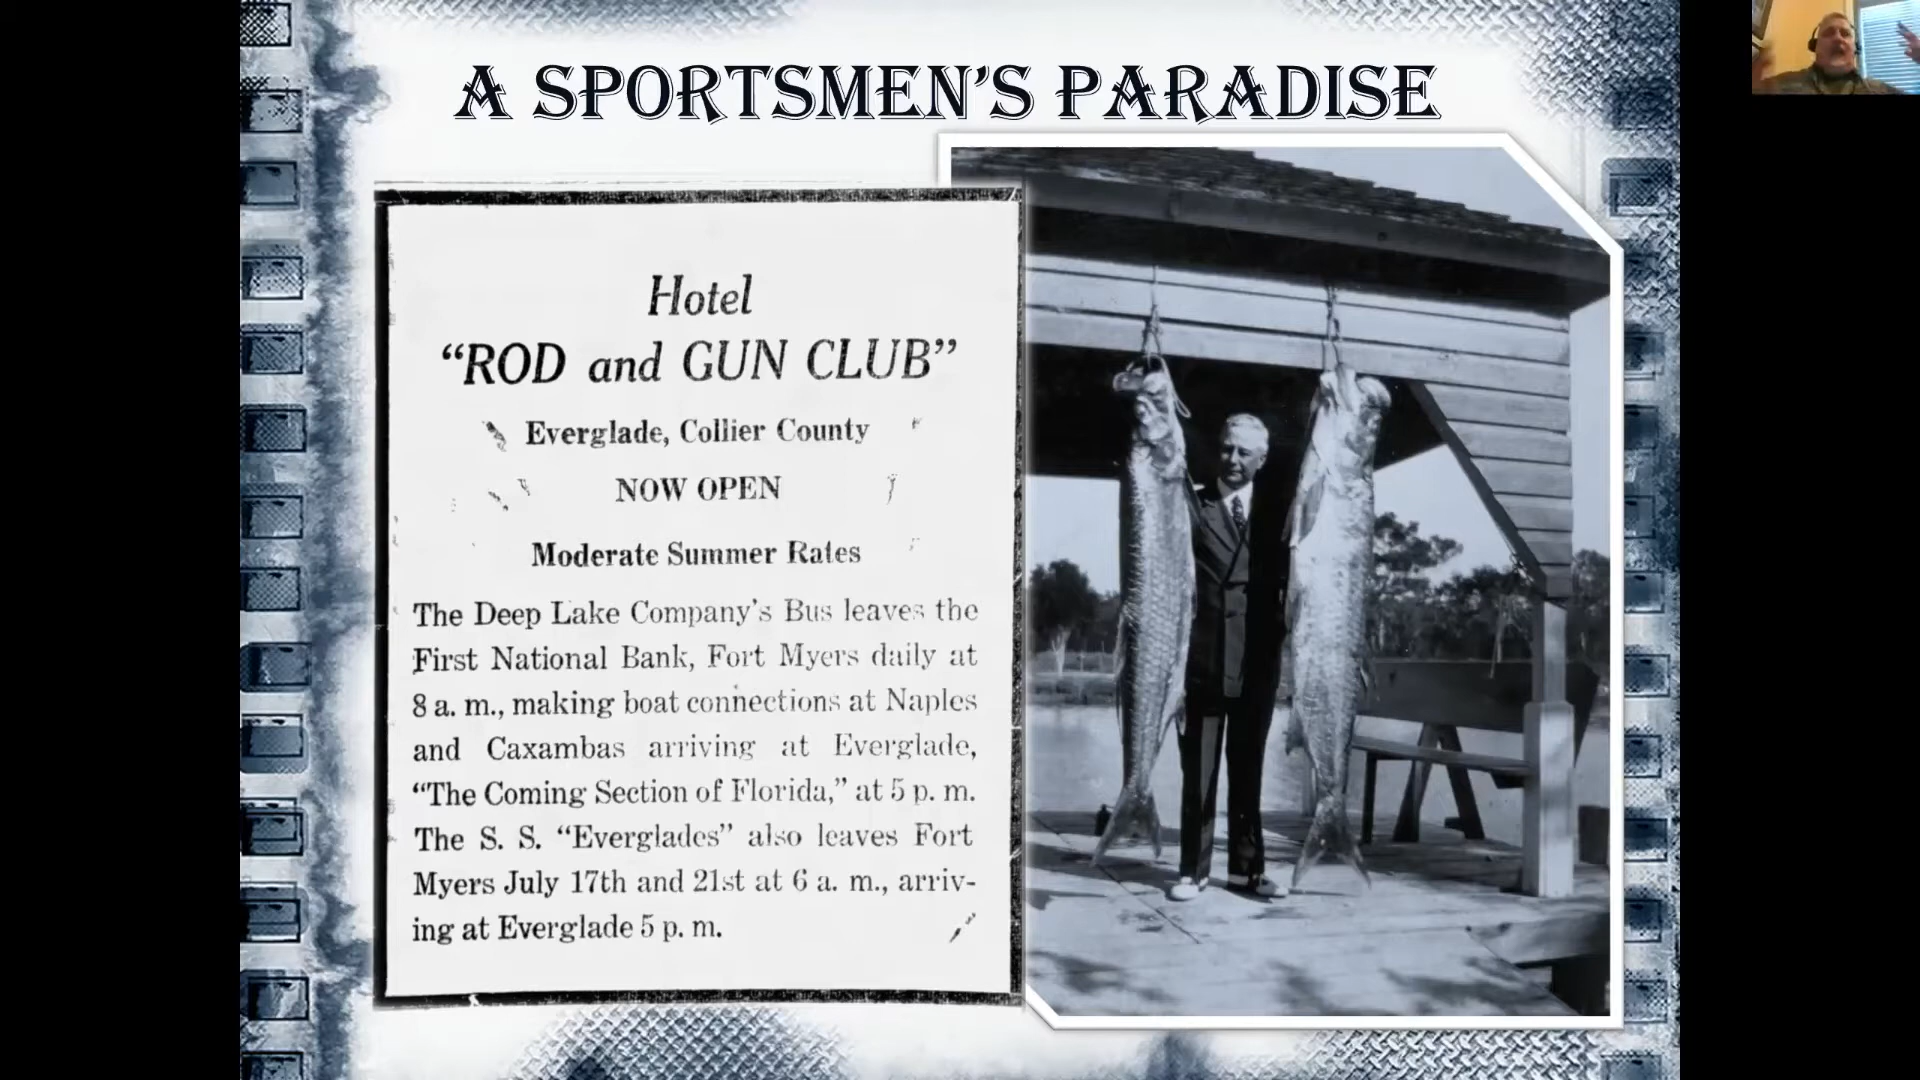 A SPORTSMEN'S PARADISE
Hotel
“ROD and GUN CLUB”
Everglade, Collier County
NOW OPEN
Moderate Summer Rates
The Deep Lake Company's Bus leaves the
First National Bank, Fort Myers daily at
8 a. m., making boat connections at Naples
and Caxambas arriving at Everglade,
“The Coming Section of Florida,” at 5 p. m.
The S. S. “Everglades” also leaves Fort
Myers July 17th and 21st at 6 a. m., arriv-
ing at Everglade 5 p. m.